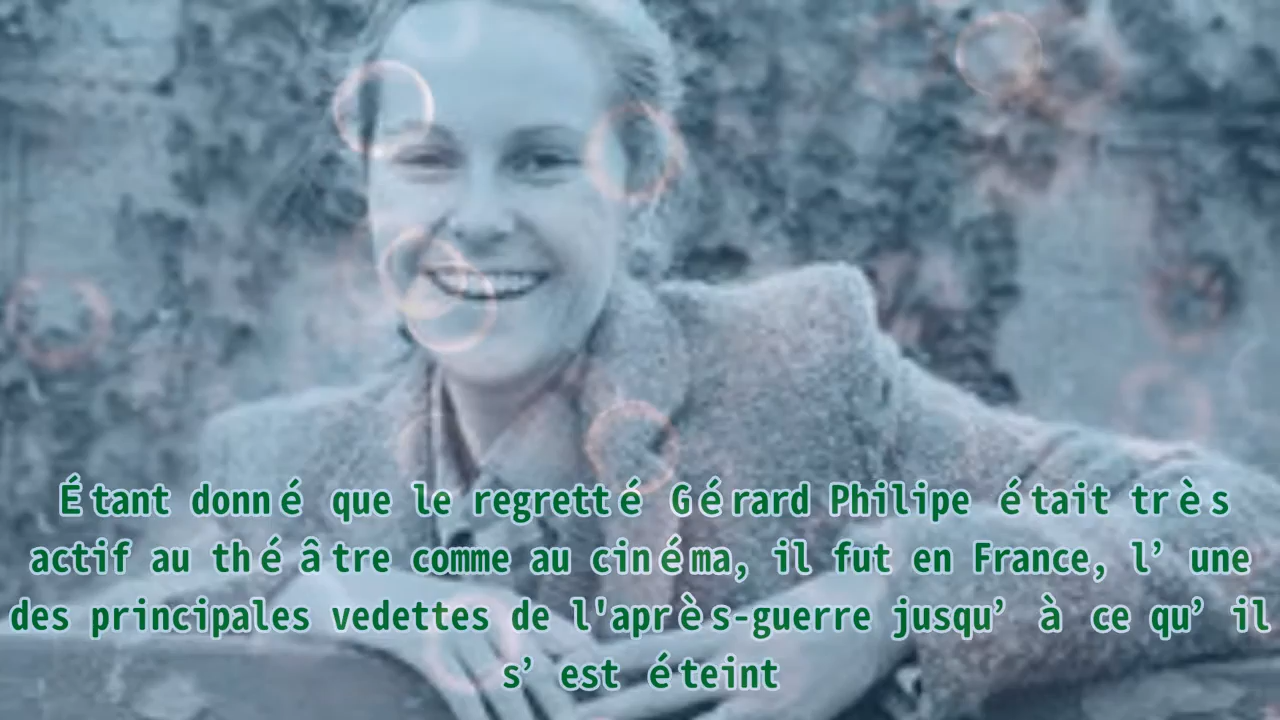 Étant donné que le regretté Gérard Philipe était très
actif au théâtre comme au cinéma, il fut en France, l’ une
des principales vedettes de l'après-guerre jusqu’ à ce qu’ il
s’ est éteint